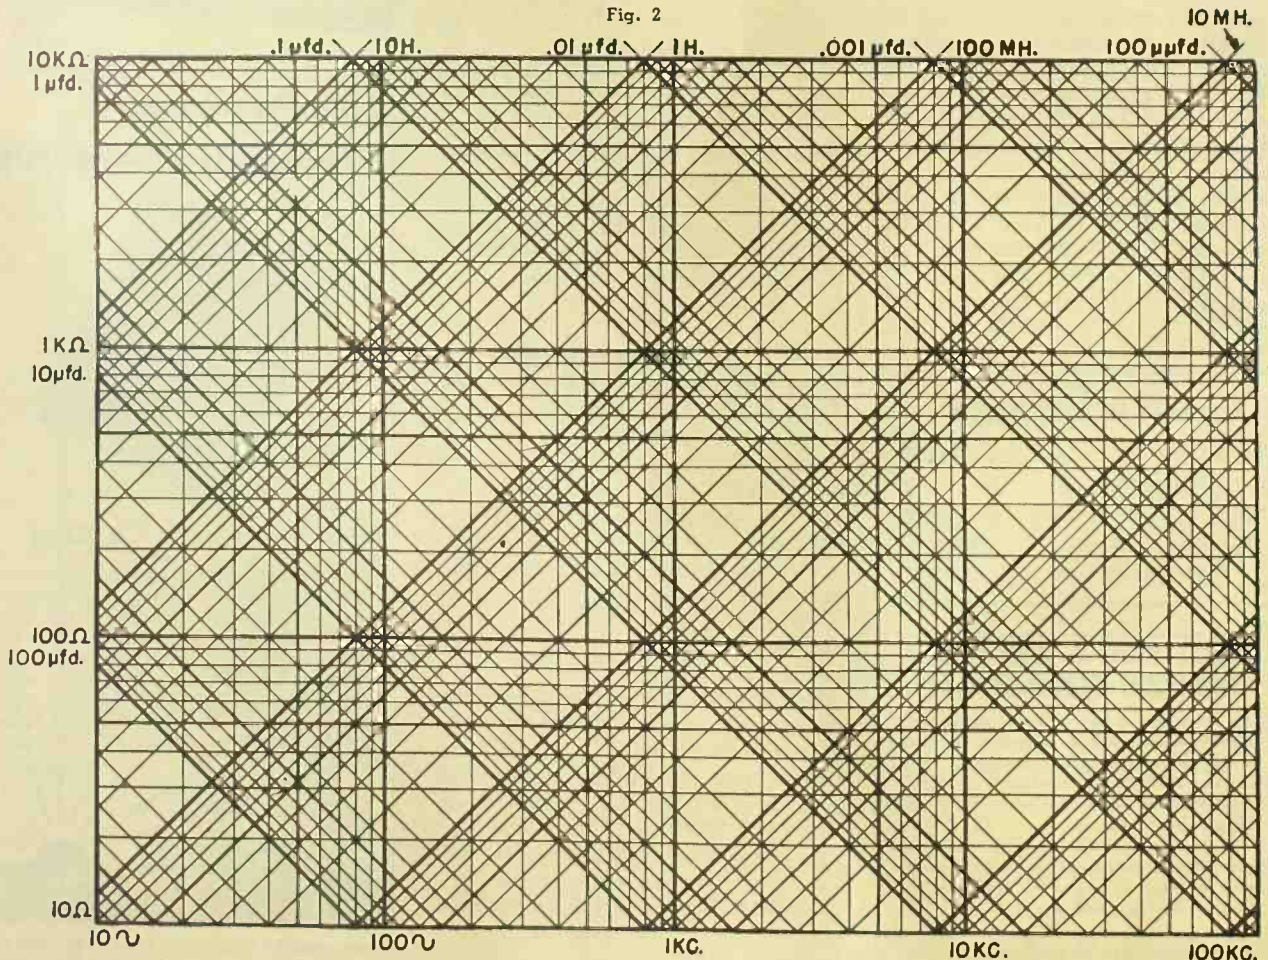 Fig. 2
10 MH.
.1 µfd. 10H. .01 µfd. 1H. .001 µfd. 100 MH. 100 µµfd.
10KΩ
1 µfd.
1KΩ
10µfd.
100Ω
100µfd.
10Ω
10∿ 100∿ 1KC. 10KC. 100KC.